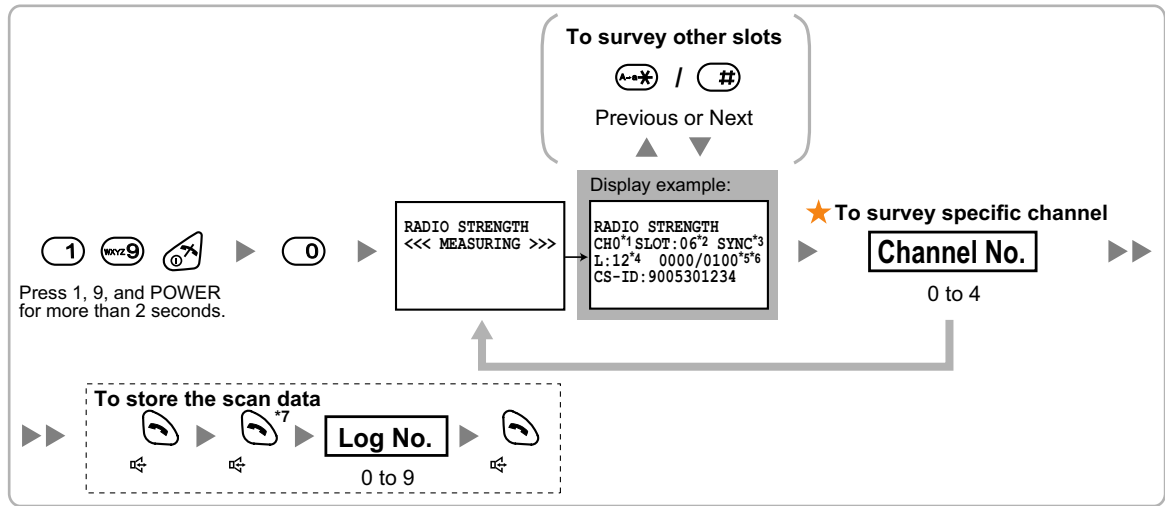 To survey other slots
A-a* / #
Previous or Next
Display example:
RADIO STRENGTH
<<< MEASURING >>>
RADIO STRENGTH
CH0*1 SLOT:06*2 SYNC*3
L:12*4 0000/0100*5*6
CS-ID:9005301234
To survey specific channel
Channel No.
0 to 4
1 WXYZ9 0
Press 1, 9, and POWER
for more than 2 seconds.
To store the scan data
*7
Log No.
0 to 9